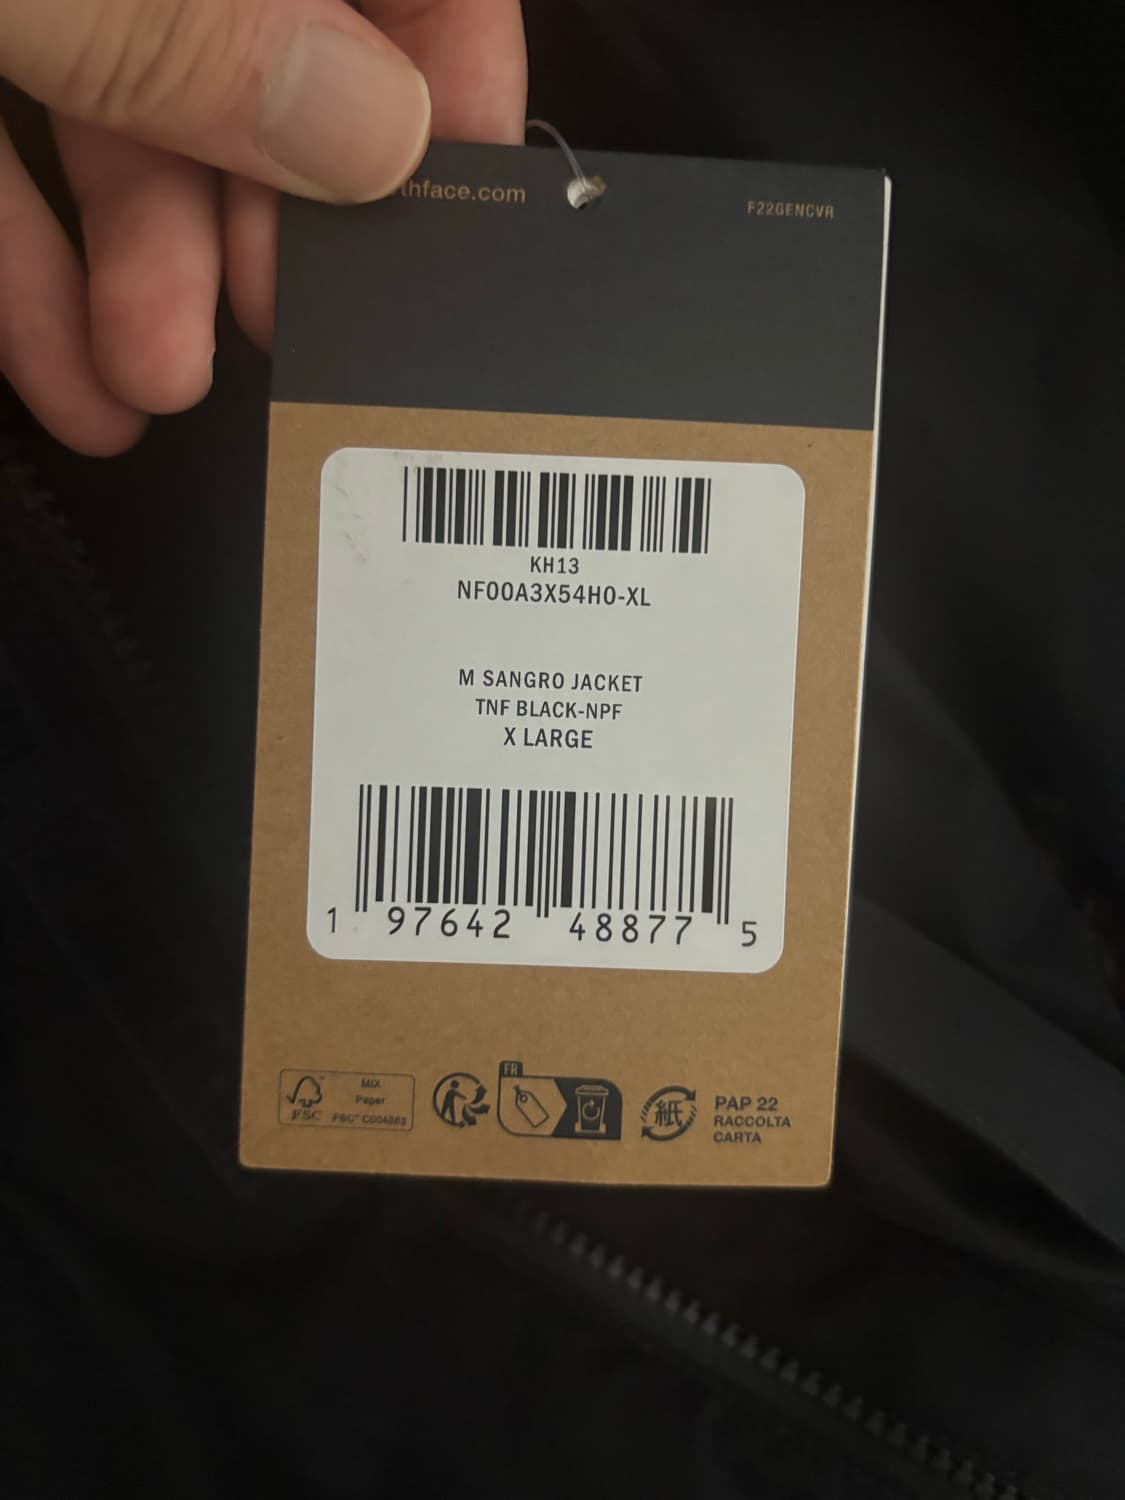 thface.com
F22GENCVR
KH13
NF00A3X54H0-XL
M SANGRO JACKET
TNF BLACK-NPF
X LARGE
1 97642 48877 5
FR
MIX
Paper
FSC
紙
PAP 22
RACCOLTA
CARTA